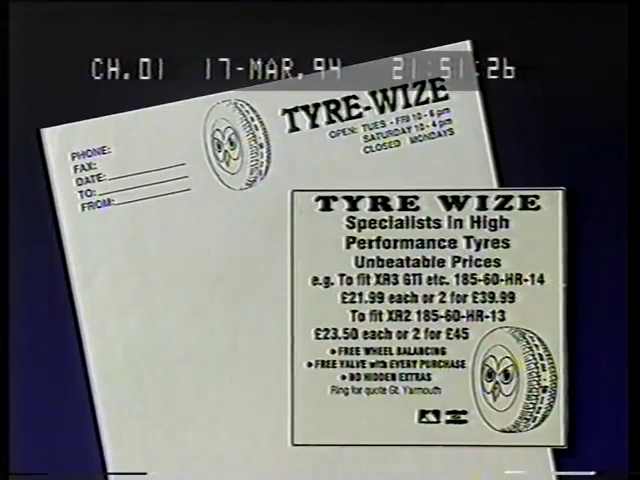 CH.01 17-MAR.94 21:51:26
TYRE-WIZE
OPEN: TUES - FRI 10 - 6 pm
SATURDAY 10 - 4 pm
CLOSED MONDAYS
PHONE:
FAX:
DATE:
TO:
FROM:
TYRE WIZE
Specialists in High
Performance Tyres
Unbeatable Prices
e.g. To fit XR3 GTi etc. 185-60-HR-14
£21.99 each or 2 for £39.99
To fit XR2 185-60-HR-13
£23.50 each or 2 for £45
• FREE WHEEL BALANCING
• FREE VALVE with EVERY PURCHASE
• NO HIDDEN EXTRAS
Ring for quote Gt. Yarmouth